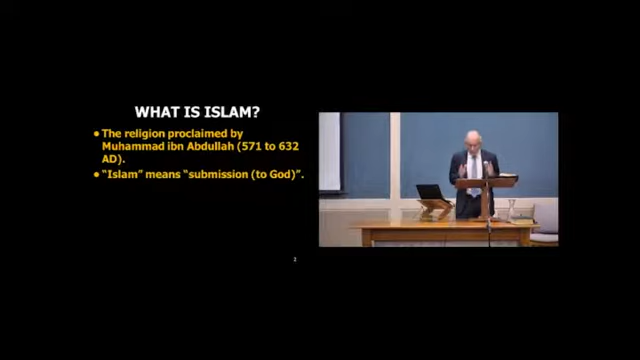 WHAT IS ISLAM?
• The religion proclaimed by
Muhammad ibn Abdullah (571 to 632
AD).
• “Islam” means “submission (to God)”.
2